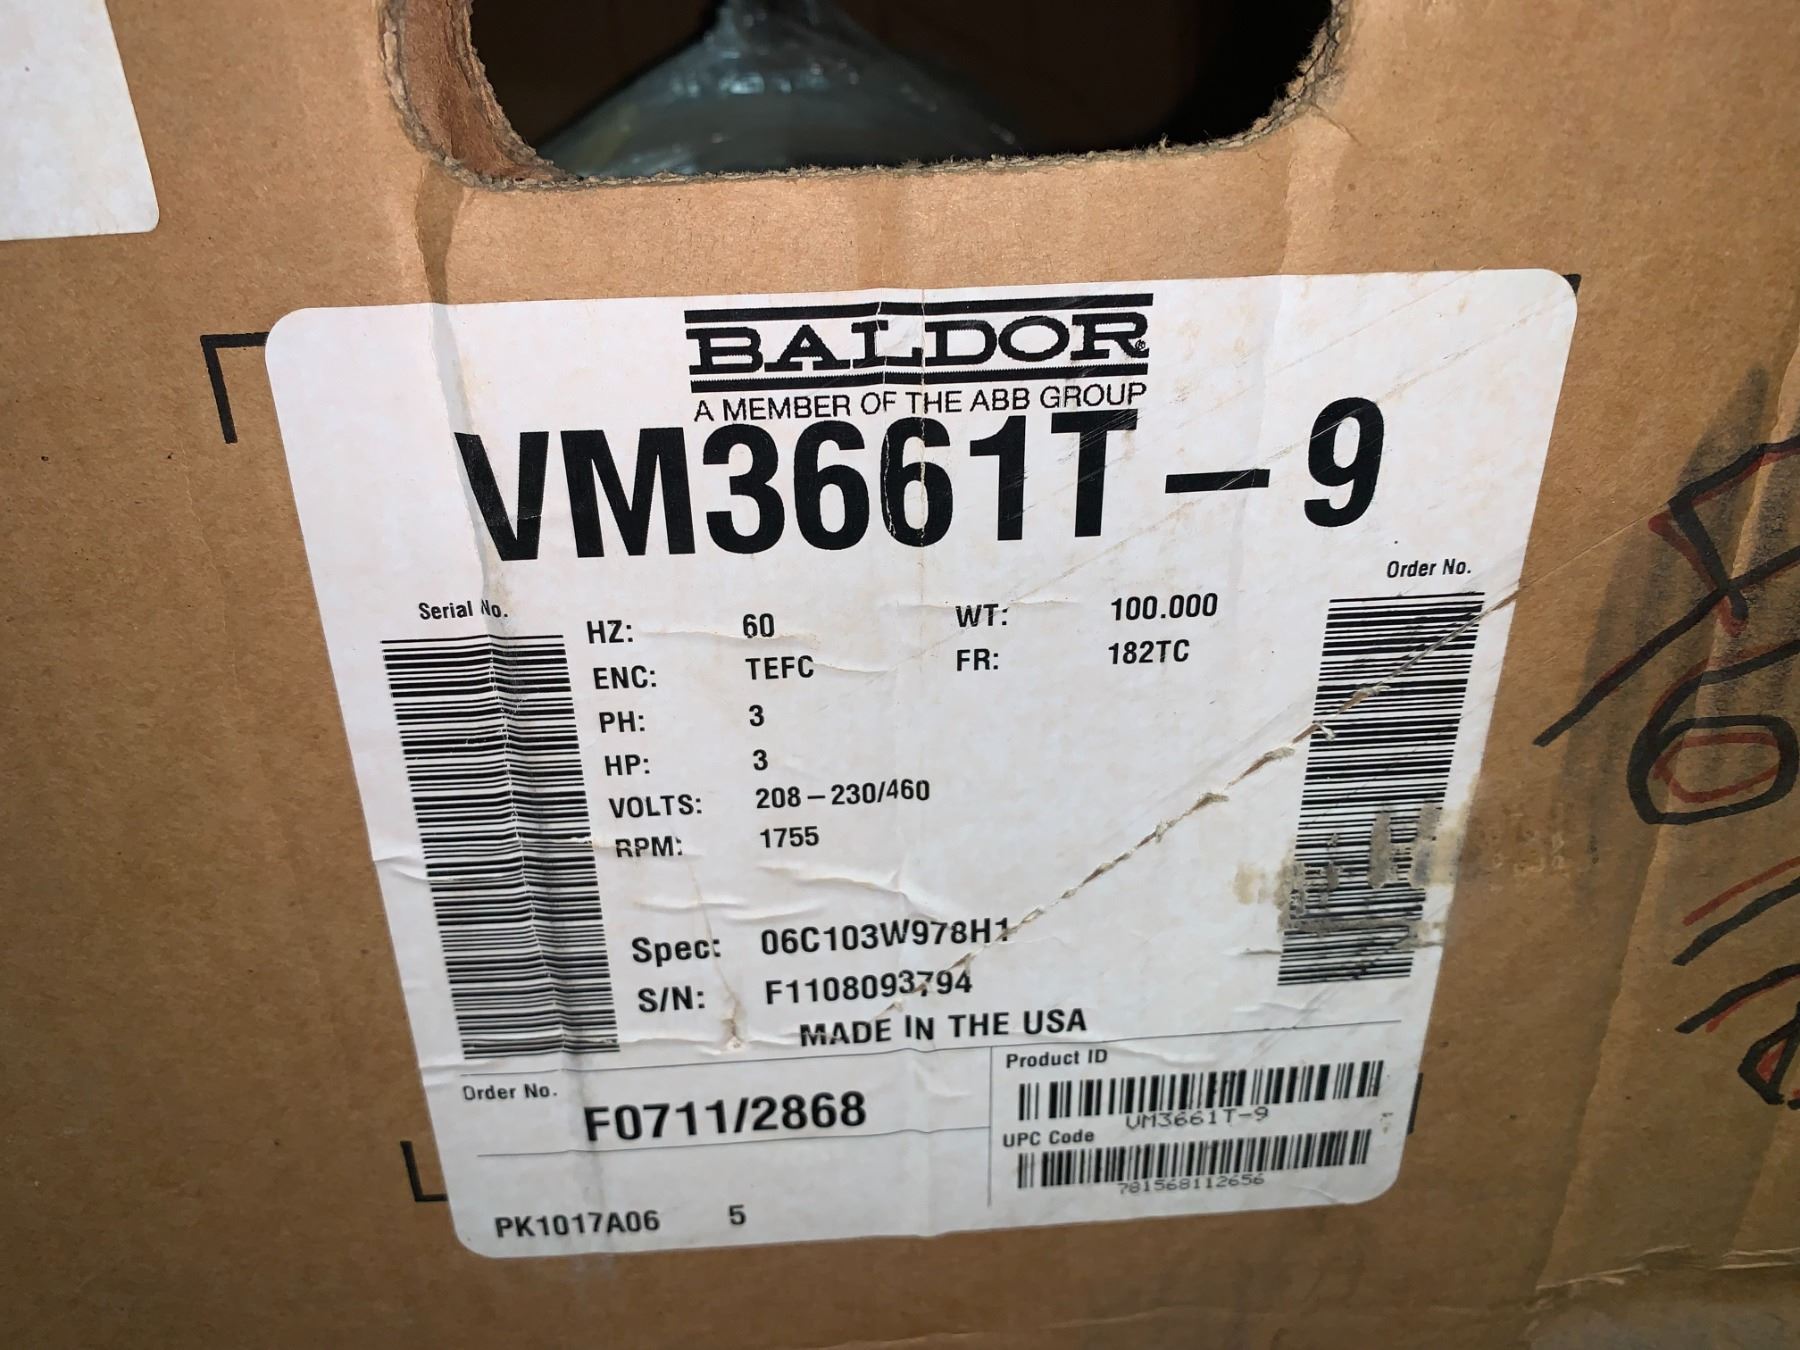 BALDOR
A MEMBER OF THE ABB GROUP
VM3661T-9
Serial No.
Order No.
HZ: 60 WT: 100.000
ENC: TEFC FR: 182TC
PH: 3
HP: 3
VOLTS: 208-230/460
RPM: 1755
Spec: 06C103W978H1
S/N: F1108093794
MADE IN THE USA
Order No.
F0711/2868
Product ID
VM3661T-9
UPC Code
781568112656
PK1017A06 5